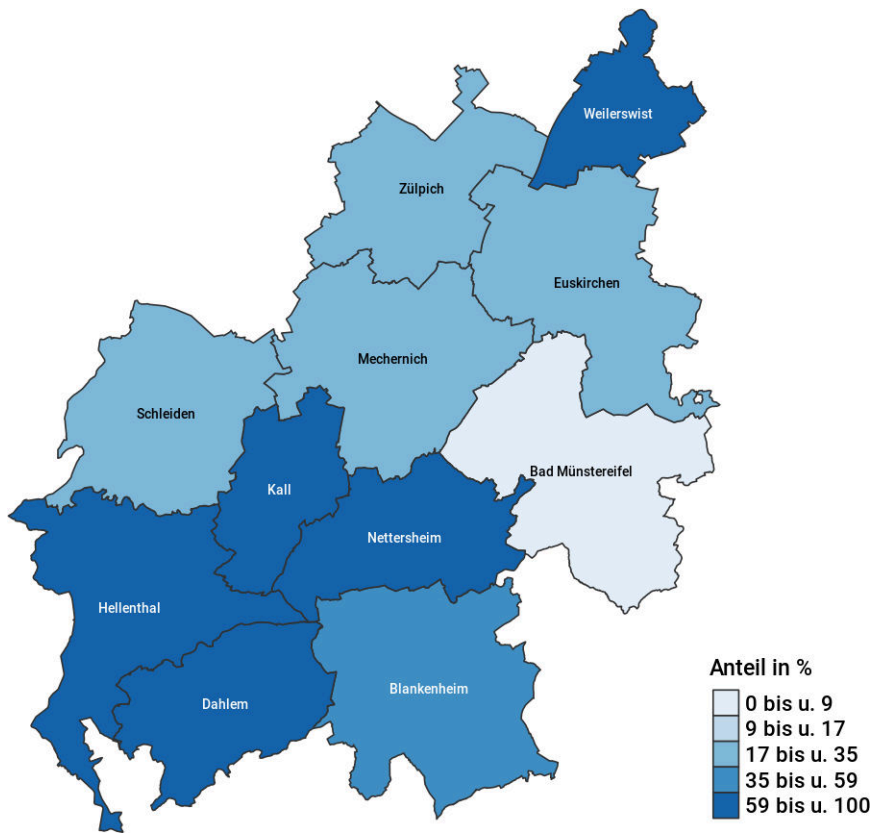 Weilerswist
Zülpich
Euskirchen
Mechernich
Schleiden
Bad Münstereifel
Kall
Nettersheim
Hellenthal
Blankenheim
Dahlem
Anteil in %
0 bis u. 9
9 bis u. 17
17 bis u. 35
35 bis u. 59
59 bis u. 100